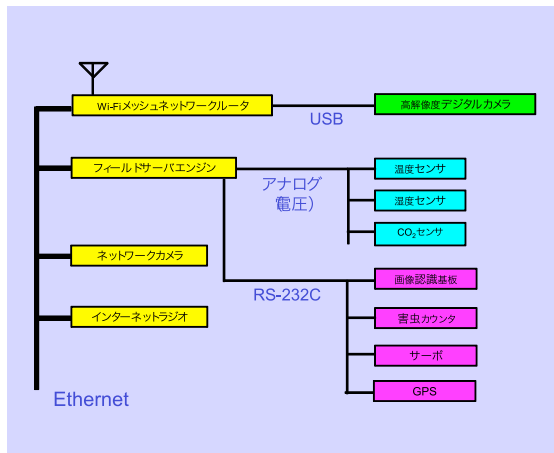 Wi-Fiメッシュネットワークルータ
USB
高解像度デジタルカメラ
フィールドサーバエンジン
アナログ
電圧)
温度センサ
湿度センサ
CO₂センサ
ネットワークカメラ
RS-232C
画像認識基板
インターネットラジオ
害虫カウンタ
サーボ
GPS
Ethernet